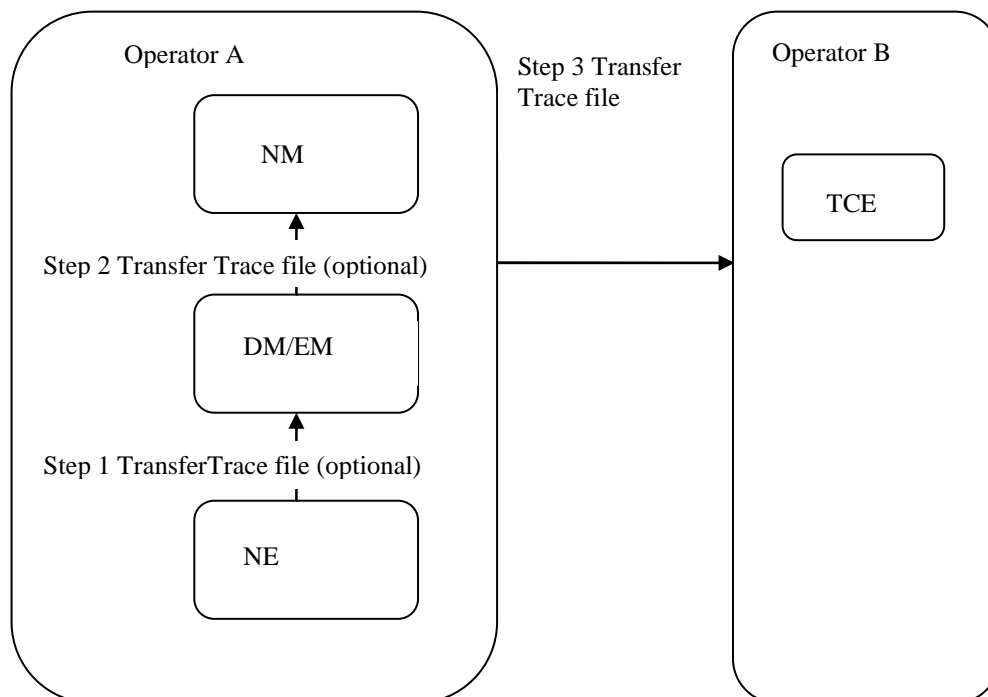 Operator A
NM
Step 2 Transfer Trace file (optional)
DM/EM
Step 1 TransferTrace file (optional)
NE
Step 3 Transfer
Trace file
Operator B
TCE